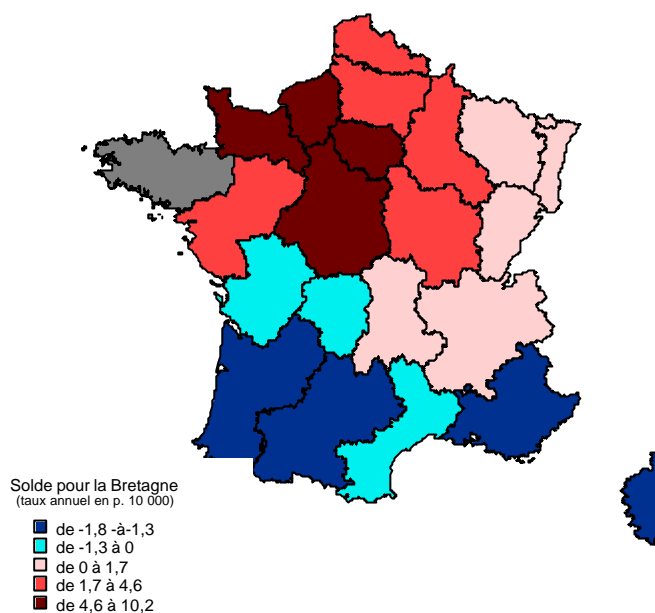 Solde pour la Bretagne
(taux annuel en p. 10 000)
de -1,8 -à-1,3
de -1,3 à 0
de 0 à 1,7
de 1,7 à 4,6
de 4,6 à 10,2